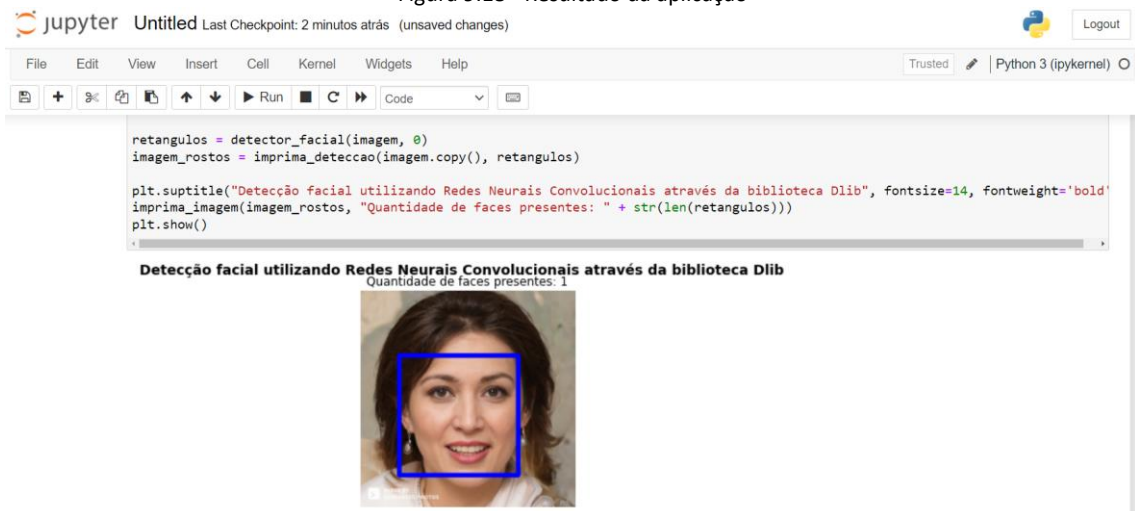 Figura 5.18 - Resultado da aplicação
jupyter Untitled Last Checkpoint: 2 minutos atrás (unsaved changes)
Logout
File Edit View Insert Cell Kernel Widgets Help
Trusted Python 3 (ipykernel)
Run Code
retangulos = detector_facial(imagem, 0)
imagem_rostos = imprima_deteccao(imagem.copy(), retangulos)
plt.suptitle("Detecção facial utilizando Redes Neurais Convolucionais através da biblioteca Dlib", fontsize=14, fontweight='bold'
imprima_imagem(imagem_rostos, "Quantidade de faces presentes: " + str(len(retangulos)))
plt.show()
Detecção facial utilizando Redes Neurais Convolucionais através da biblioteca Dlib
Quantidade de faces presentes: 1